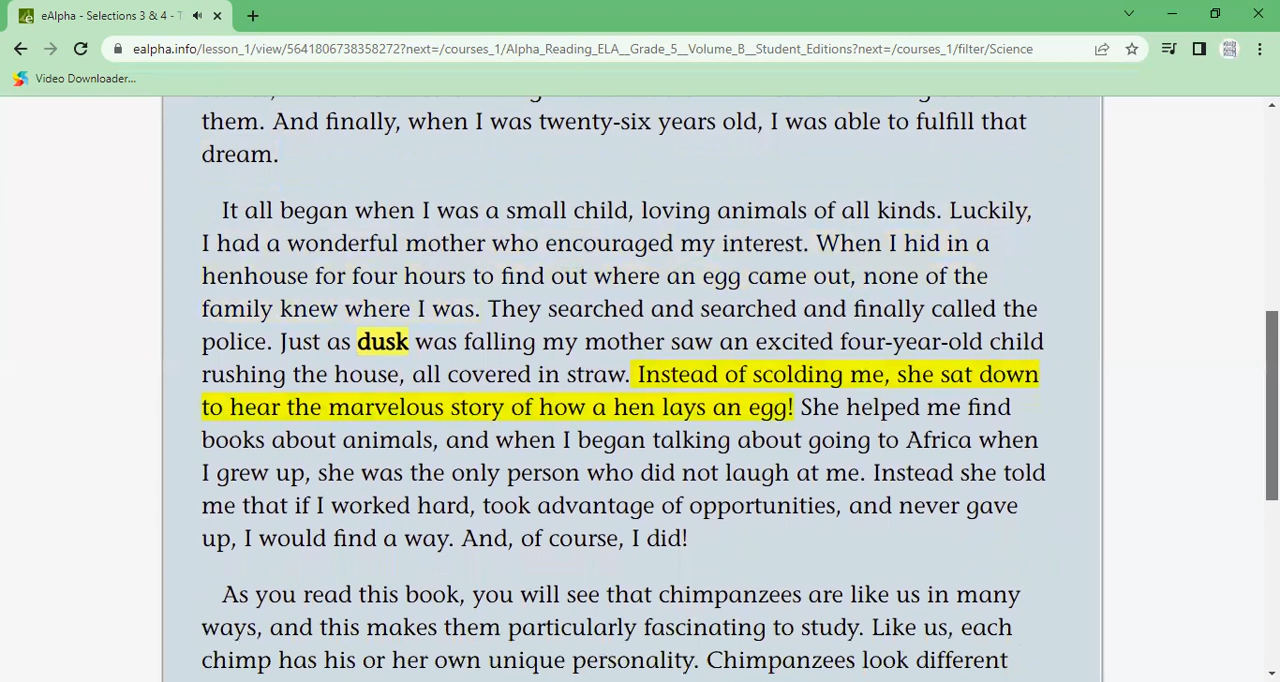 eAlpha - Selections 3 & 4 - T
ealpha.info/lesson_1/view/5641806738358272?next=/courses_1/Alpha_Reading_ELA__Grade_5__Volume_B__Student_Editions?next=/courses_1/filter/Science
Video Downloader...
them. And finally, when I was twenty-six years old, I was able to fulfill that
dream.
It all began when I was a small child, loving animals of all kinds. Luckily,
I had a wonderful mother who encouraged my interest. When I hid in a
henhouse for four hours to find out where an egg came out, none of the
family knew where I was. They searched and searched and finally called the
police. Just as dusk was falling my mother saw an excited four-year-old child
rushing the house, all covered in straw. Instead of scolding me, she sat down
to hear the marvelous story of how a hen lays an egg! She helped me find
books about animals, and when I began talking about going to Africa when
I grew up, she was the only person who did not laugh at me. Instead she told
me that if I worked hard, took advantage of opportunities, and never gave
up, I would find a way. And, of course, I did!
As you read this book, you will see that chimpanzees are like us in many
ways, and this makes them particularly fascinating to study. Like us, each
chimp has his or her own unique personality. Chimpanzees look different